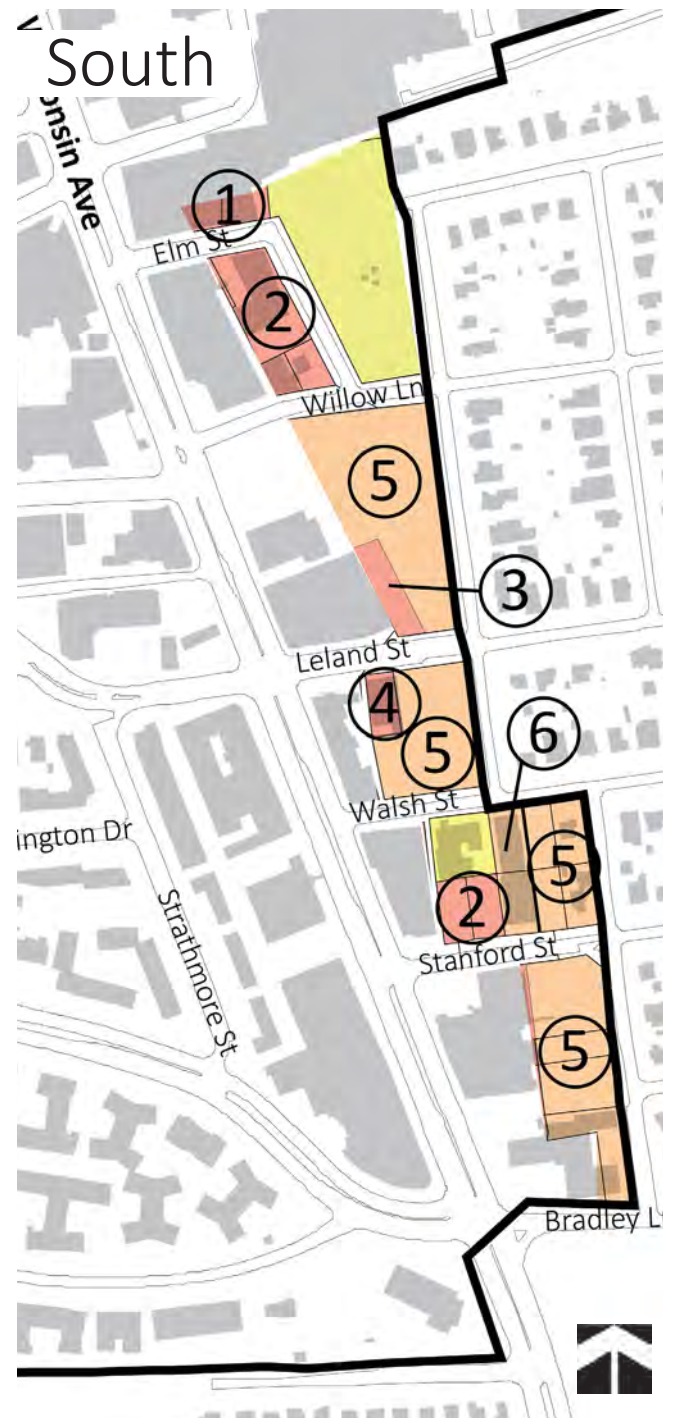 South
onsin Ave
1
Elm St
2
Willow Ln
5
3
Leland St
4
5
6
Walsh St
ington Dr
5
2
Strathmore St
Stanford St
5
Bradley L